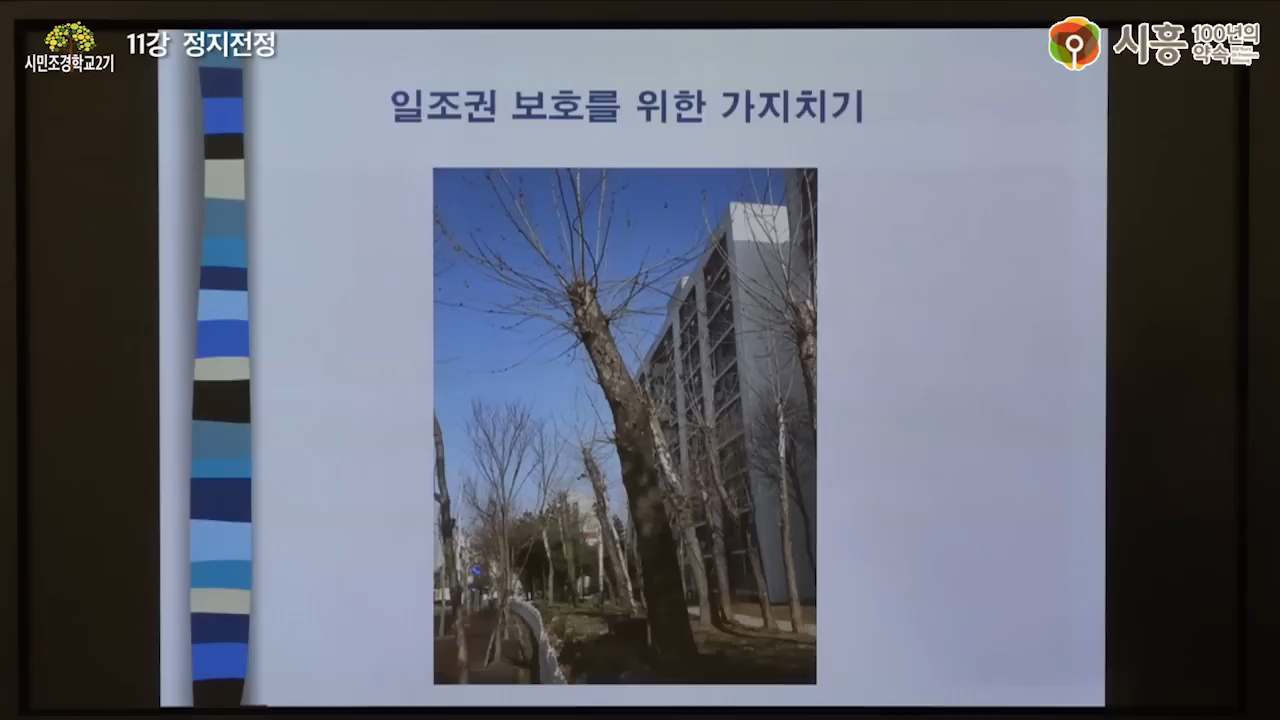 시민조경학교2기
11강 정지전정
시흥 100년의
약속
일조권 보호를 위한 가지치기